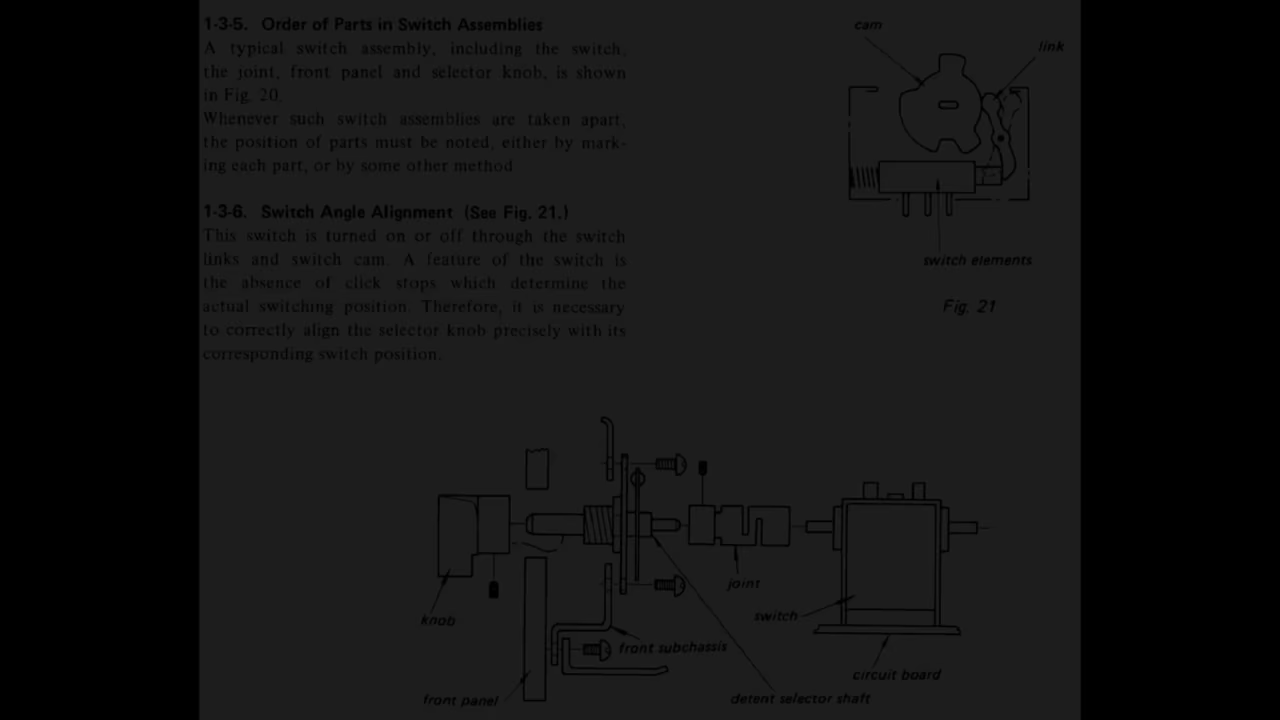 1-3-5. Order of Parts in Switch Assemblies
A typical switch assembly, including the switch,
the joint, front panel and selector knob, is shown
in Fig. 20.
Whenever such switch assemblies are taken apart,
the position of parts must be noted, either by mark-
ing each part, or by some other method
1-3-6. Switch Angle Alignment (See Fig. 21.)
This switch is turned on or off through the switch
links and switch cam. A feature of the switch is
the absence of click stops which determine the
actual switching position. Therefore, it is necessary
to correctly align the selector knob precisely with its
corresponding switch position.
cam
link
switch elements
Fig. 21
knob
front panel
front subchassis
detent selector shaft
joint
switch
circuit board